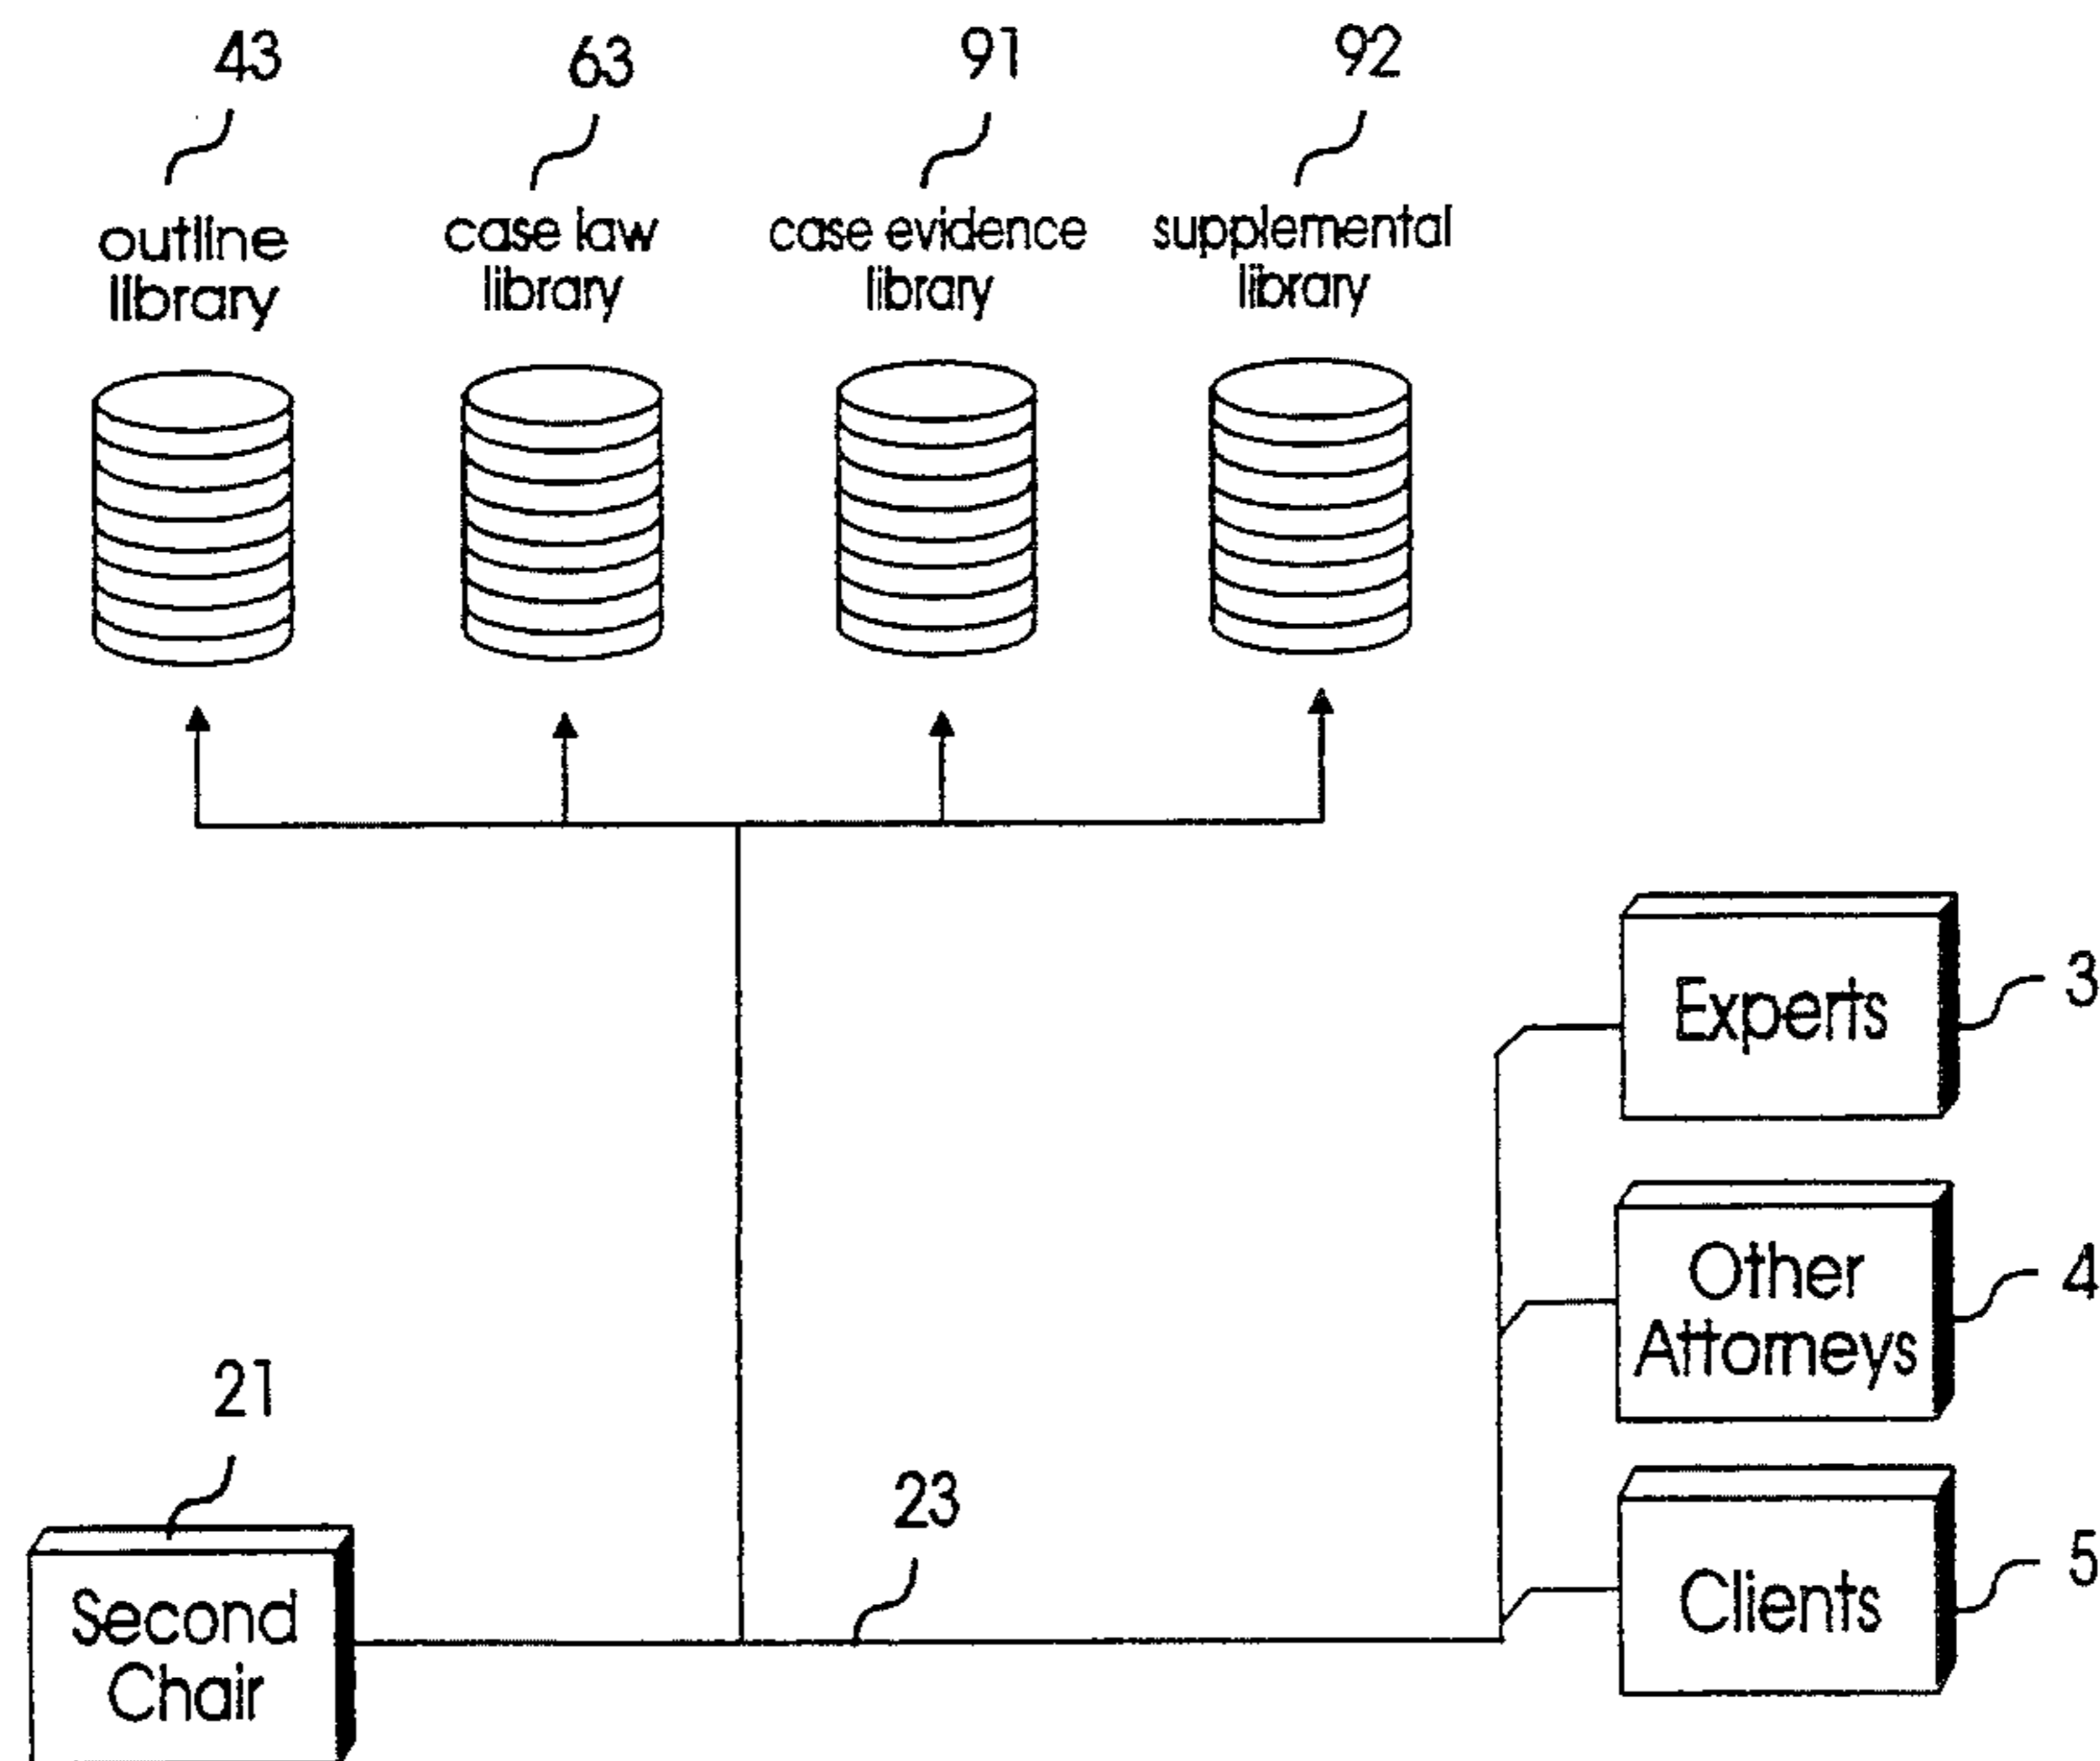 43
63
91
92
outline
library
case law
library
case evidence
library
supplemental
library
Experts
3
Other
Attorneys
4
Clients
5
21
23
Second
Chair